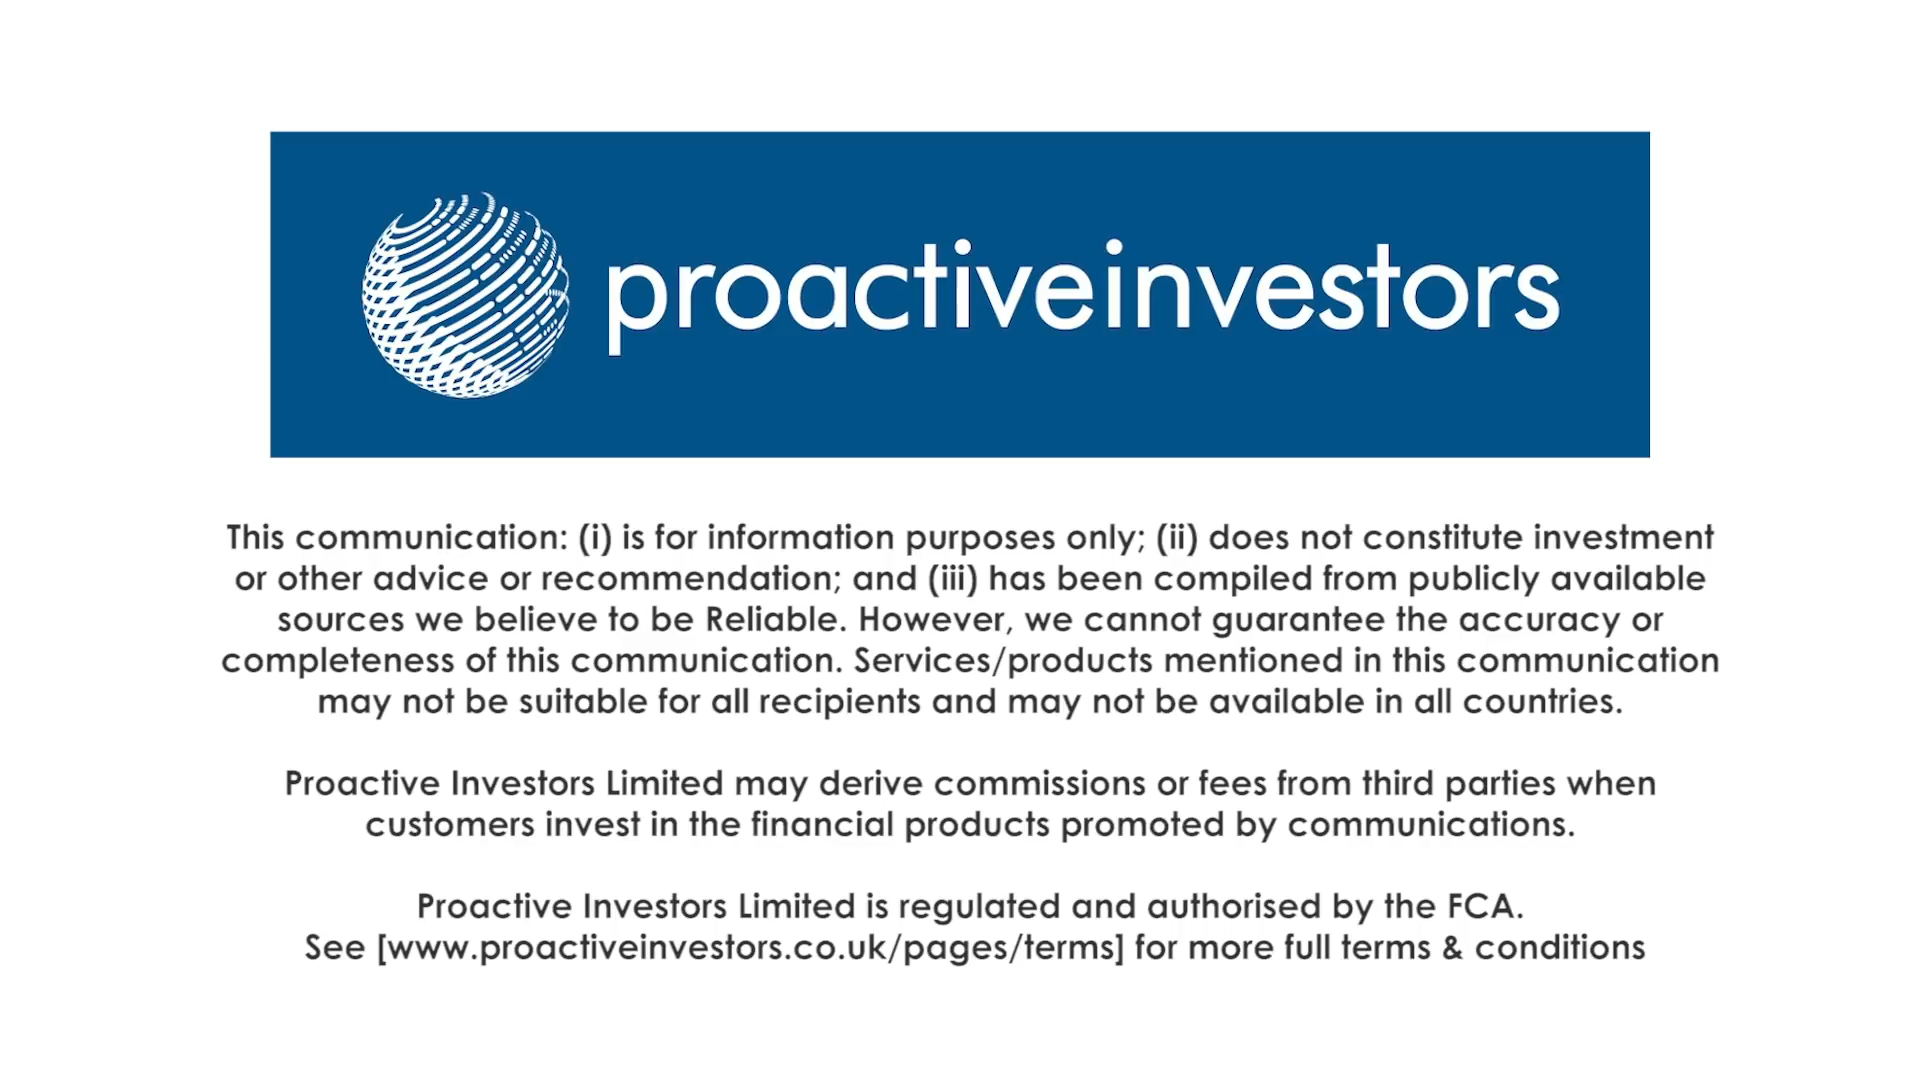 proactiveinvestors
This communication: (i) is for information purposes only; (ii) does not constitute investment
or other advice or recommendation; and (iii) has been compiled from publicly available
sources we believe to be Reliable. However, we cannot guarantee the accuracy or
completeness of this communication. Services/products mentioned in this communication
may not be suitable for all recipients and may not be available in all countries.
Proactive Investors Limited may derive commissions or fees from third parties when
customers invest in the financial products promoted by communications.
Proactive Investors Limited is regulated and authorised by the FCA.
See [www.proactiveinvestors.co.uk/pages/terms] for more full terms & conditions